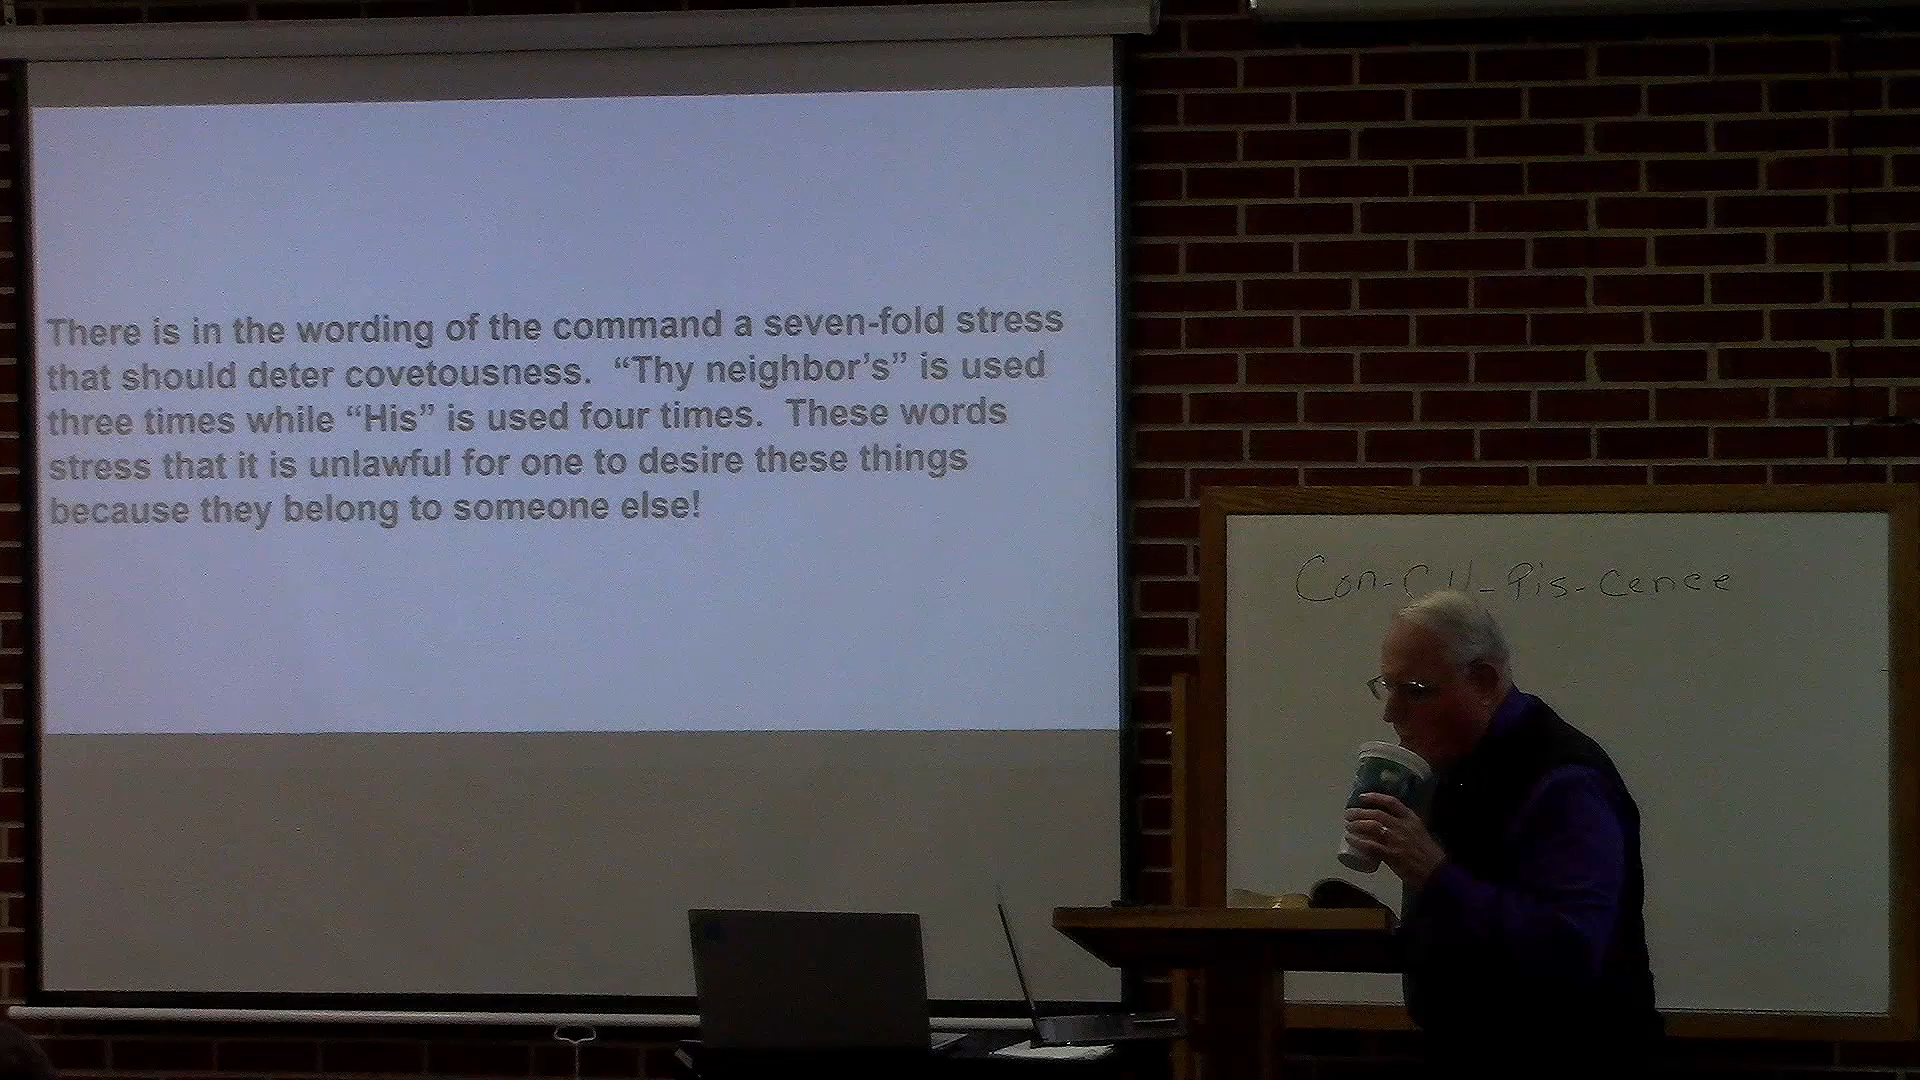 There is in the wording of the command a seven-fold stress
that should deter covetousness.  “Thy neighbor’s” is used
three times while “His” is used four times.  These words
stress that it is unlawful for one to desire these things
because they belong to someone else!
Con-CU-Pis-Cence